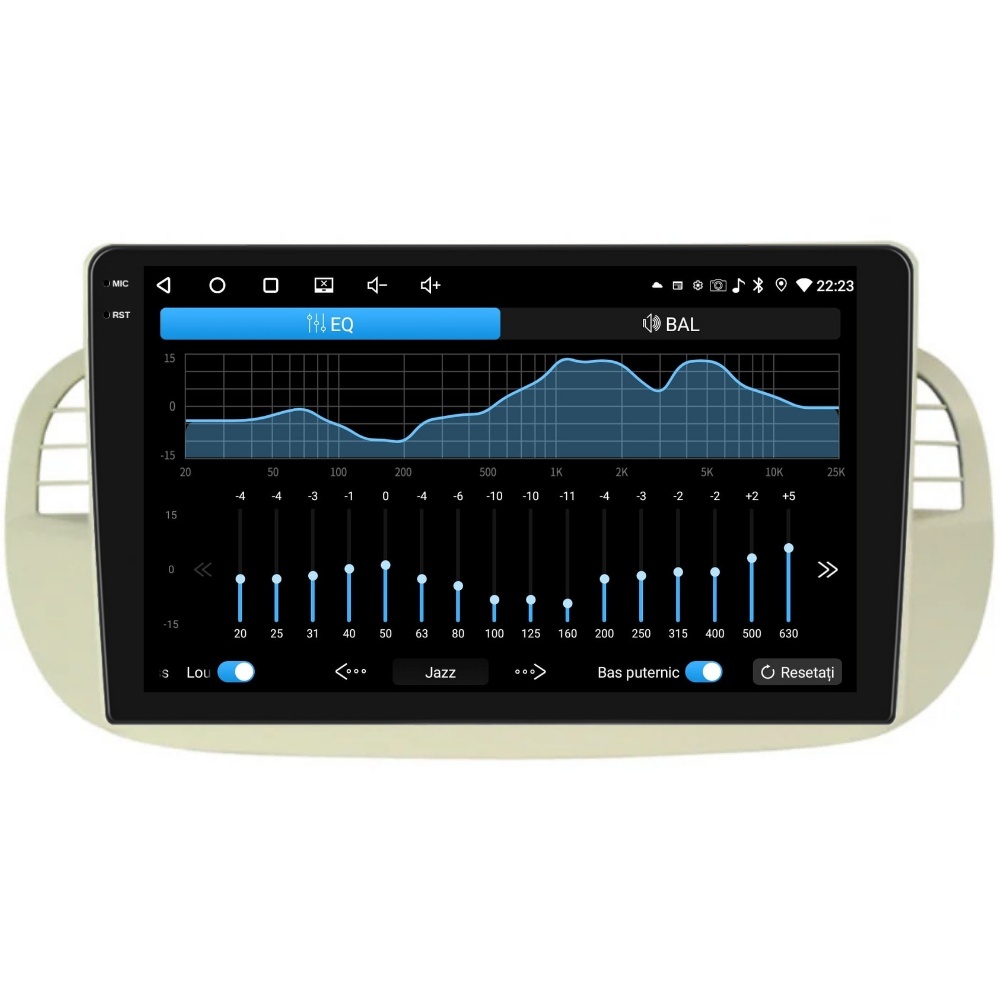 MIC
22:23
RST
EQ
BAL
15
0
-15
20 50 100 200 500 1K 2K 5K 10K 25K
-4 -4 -3 -1 0 -4 -6 -10 -10 -11 -4 -3 -2 -2 +2 +5
15
0
-15
20 25 31 40 50 63 80 100 125 160 200 250 315 400 500 630
s Lou Jazz Bas puternic Resetați